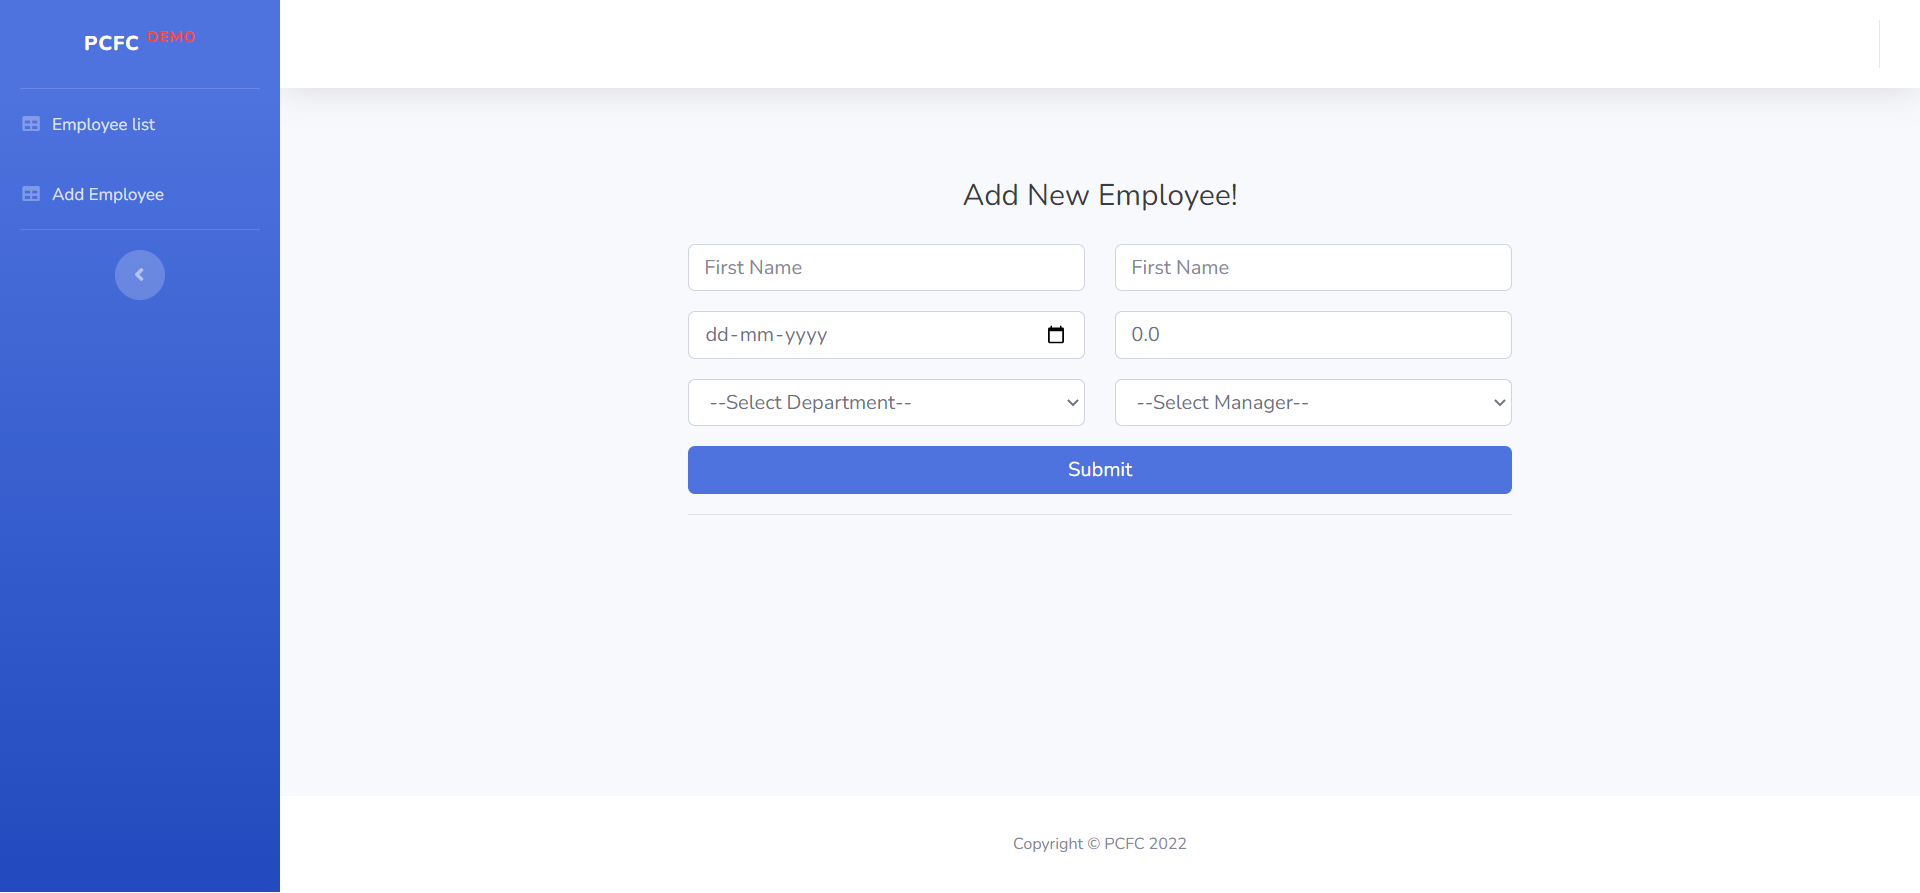 PCFC DEMO
Employee list
Add Employee
Add New Employee!
First Name
First Name
dd-mm-yyyy
0.0
--Select Department--
--Select Manager--
Submit
Copyright © PCFC 2022